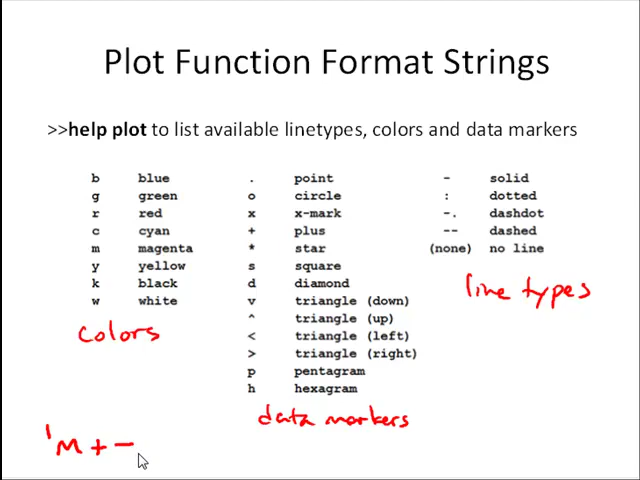 Plot Function Format Strings
>>help plot to list available linetypes, colors and data markers
b blue . point - solid
g green o circle : dotted
r red x x-mark -. dashdot
c cyan + plus -- dashed
m magenta * star (none) no line
y yellow s square
k black d diamond
w white v triangle (down)
^ triangle (up)
< triangle (left)
> triangle (right)
p pentagram
h hexagram
line types
colors
data markers
'm + -